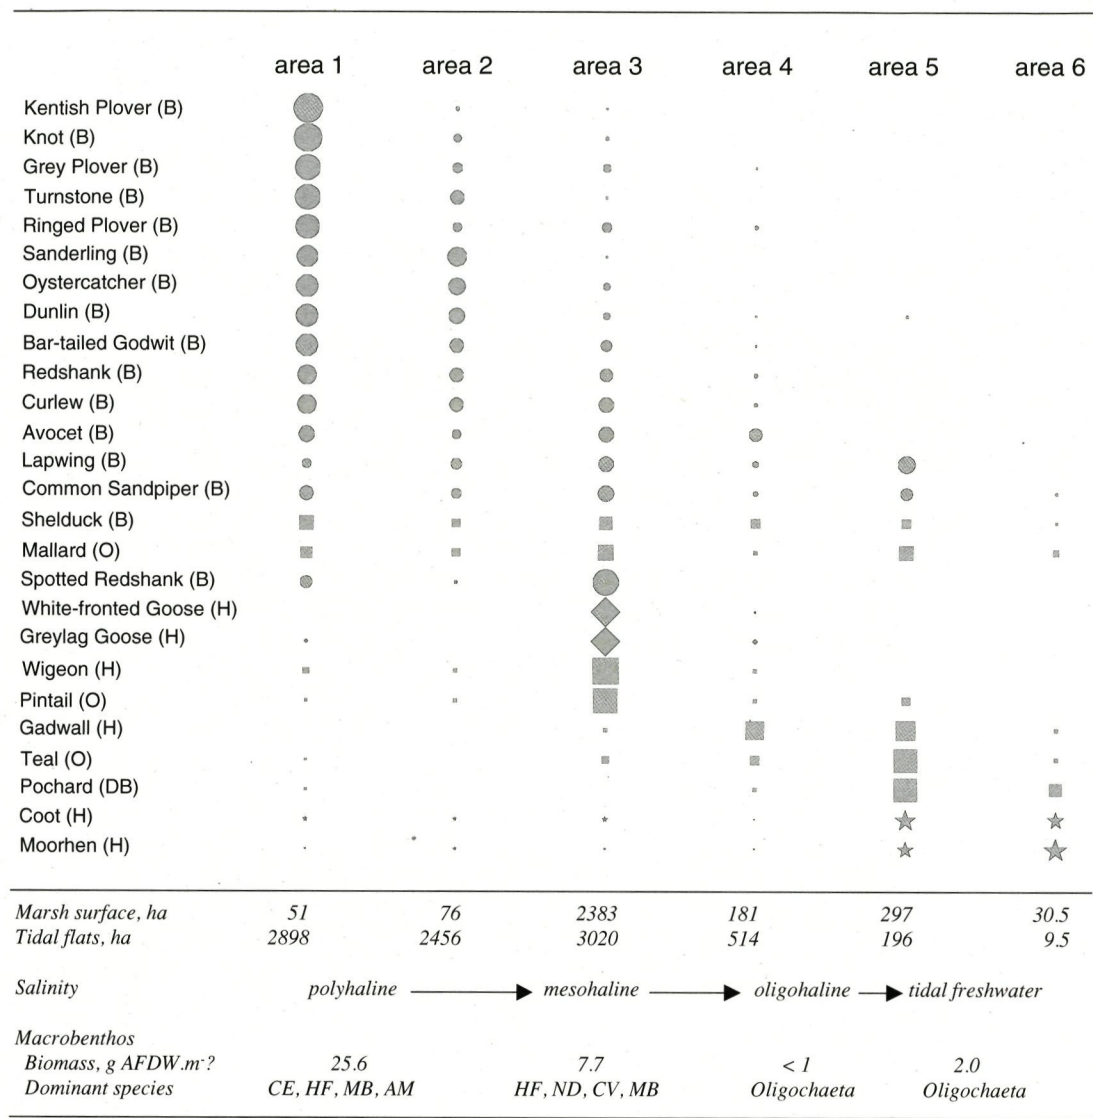 area 1 area 2 area 3 area 4 area 5 area 6
Kentish Plover (B)
Knot (B)
Grey Plover (B)
Turnstone (B)
Ringed Plover (B)
Sanderling (B)
Oystercatcher (B)
Dunlin (B)
Bar-tailed Godwit (B)
Redshank (B)
Curlew (B)
Avocet (B)
Lapwing (B)
Common Sandpiper (B)
Shelduck (B)
Mallard (O)
Spotted Redshank (B)
White-fronted Goose (H)
Greylag Goose (H)
Wigeon (H)
Pintail (O)
Gadwall (H)
Teal (O)
Pochard (DB)
Coot (H)
Moorhen (H)
Marsh surface, ha 51 76 2383 181 297 30.5
Tidal flats, ha 2898 2456 3020 514 196 9.5
Salinity polyhaline mesohaline oligohaline tidal freshwater
Macrobenthos
Biomass, g AFDW.m-? 25.6 7.7 < 1 2.0
Dominant species CE, HF, MB, AM HF, ND, CV, MB Oligochaeta Oligochaeta